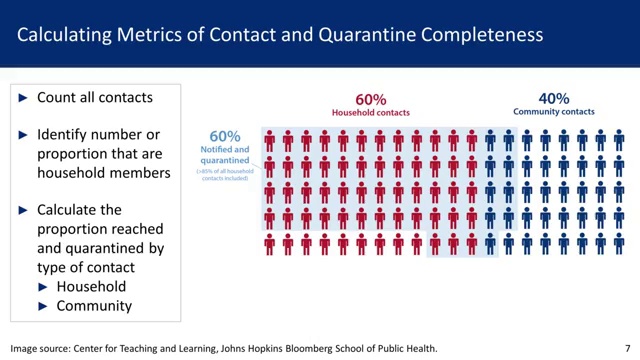 Calculating Metrics of Contact and Quarantine Completeness
► Count all contacts
► Identify number or
proportion that are
household members
► Calculate the
proportion reached
and quarantined by
type of contact
► Household
► Community
60%
Household contacts
40%
Community contacts
60%
Notified and
quarantined
(>85% of all household
contacts included)
Image source: Center for Teaching and Learning, Johns Hopkins Bloomberg School of Public Health.
7